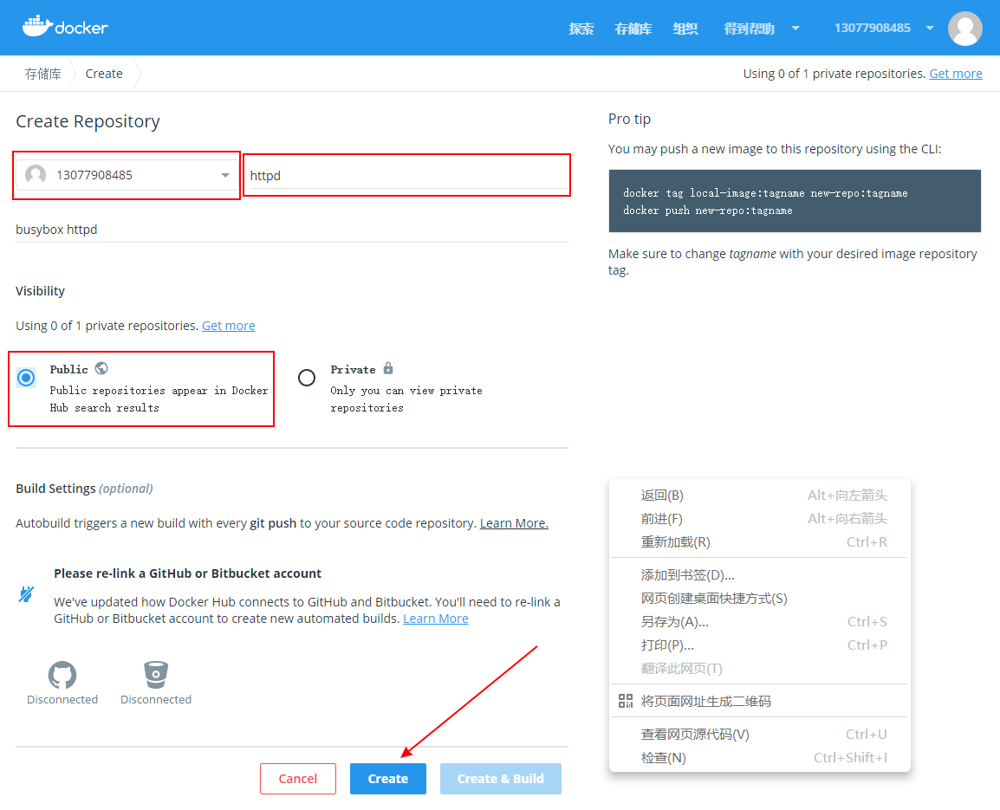 docker
探索 存储库 组织 得到帮助 13077908485
存储库 Create
Using 0 of 1 private repositories. Get more
Create Repository
13077908485 httpd
busybox httpd
Visibility
Using 0 of 1 private repositories. Get more
Public
Public repositories appear in Docker
Hub search results
Private
Only you can view private
repositories
Build Settings (optional)
Autobuild triggers a new build with every git push to your source code repository. Learn More.
Please re-link a GitHub or Bitbucket account
We've updated how Docker Hub connects to GitHub and Bitbucket. You'll need to re-link a
GitHub or Bitbucket account to create new automated builds. Learn More
Disconnected Disconnected
Cancel Create Create & Build
Pro tip
You may push a new image to this repository using the CLI:
docker tag local-image:tagname new-repo:tagname
docker push new-repo:tagname
Make sure to change tagname with your desired image repository
tag.
返回(B) Alt+向左箭头
前进(F) Alt+向右箭头
重新加载(R) Ctrl+R
添加到书签(D)...
网页创建桌面快捷方式(S)
另存为(A)... Ctrl+S
打印(P)... Ctrl+P
翻译此网页(T)
将页面网址生成二维码
查看网页源代码(V) Ctrl+U
检查(N) Ctrl+Shift+I